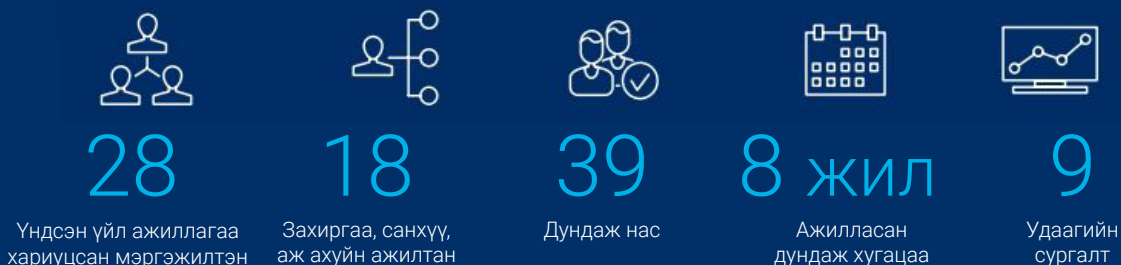 28
Үндсэн үйл ажиллагаа
хариуцсан мэргэжилтэн
18
Захиргаа, санхүү,
аж ахуйн ажилтан
39
Дундаж нас
8 жил
Ажилласан
дундаж хугацаа
9
Удаагийн
сургалт